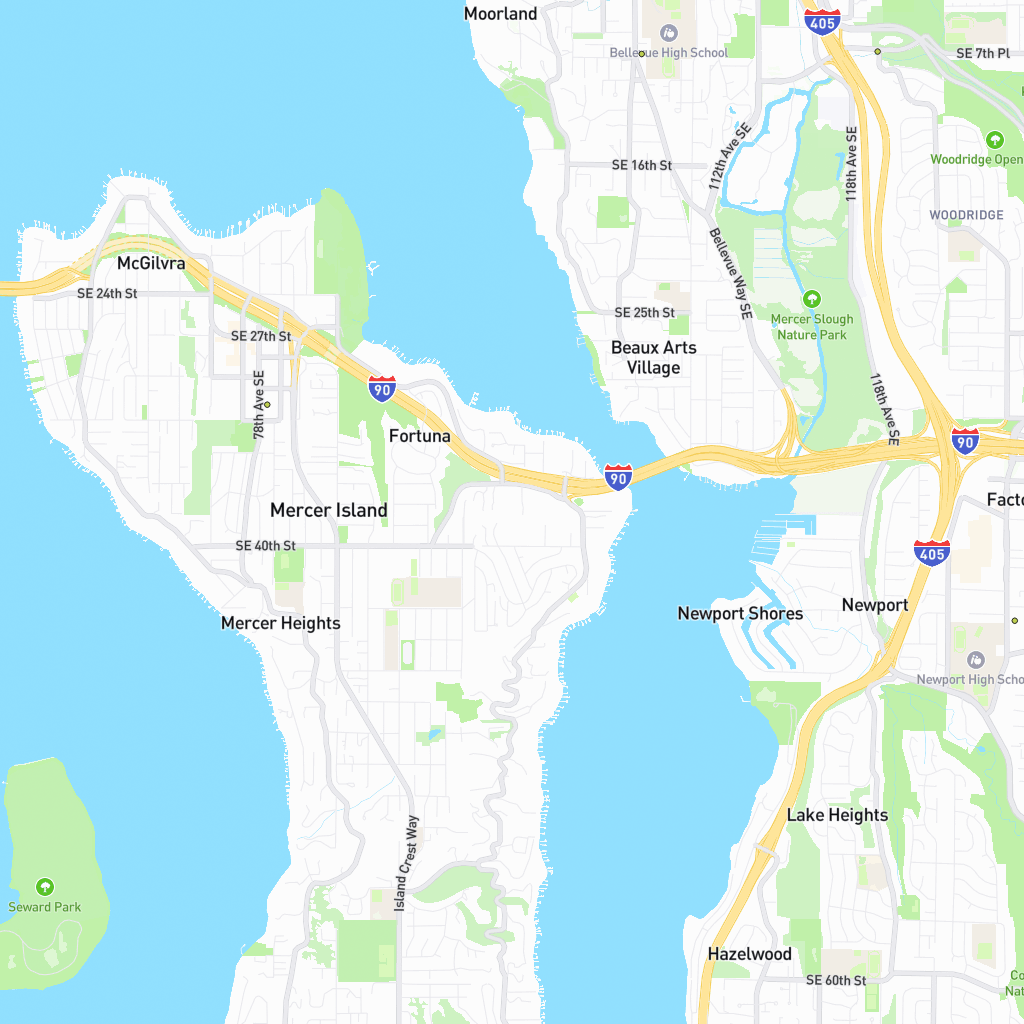 Moorland
405
Bellevue High School
SE 7th Pl
112th Ave SE
118th Ave SE
SE 16th St
Woodridge Open
WOODRIDGE
McGilvra
Bellevue Way SE
SE 24th St
Mercer Slough
Nature Park
SE 25th St
SE 27th St
Beaux Arts
Village
90
78th Ave SE
118th Ave SE
Fortuna
90
90
Mercer Island
Facto
SE 40th St
405
Newport Shores
Newport
Mercer Heights
Newport High Scho
Lake Heights
Island Crest Way
Seward Park
Hazelwood
SE 60th St
Co
Nat